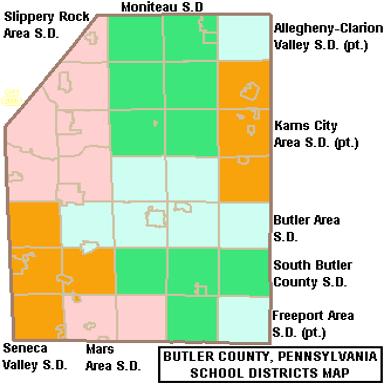 Moniteau S.D
Slippery Rock
Area S.D.
Allegheny-Clarion
Valley S.D. (pt.)
Karns City
Area S.D. (pt.)
Butler Area
S.D.
South Butler
County S.D.
Freeport Area
S.D. (pt.)
Seneca
Valley S.D.
Mars
Area S.D.
BUTLER COUNTY, PENNSYLVANIA
SCHOOL DISTRICTS MAP